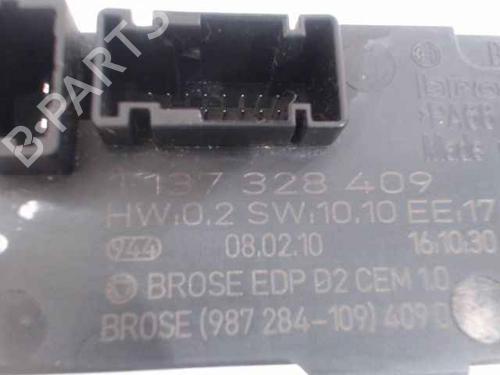 B-PARTS
1137 328 409
HW:0.2 SW:10.10 EE:17
944 08.02.10 16:10:30
BROSE EDP D2 CEM 1.0
BROSE (987 284-109) 409 0